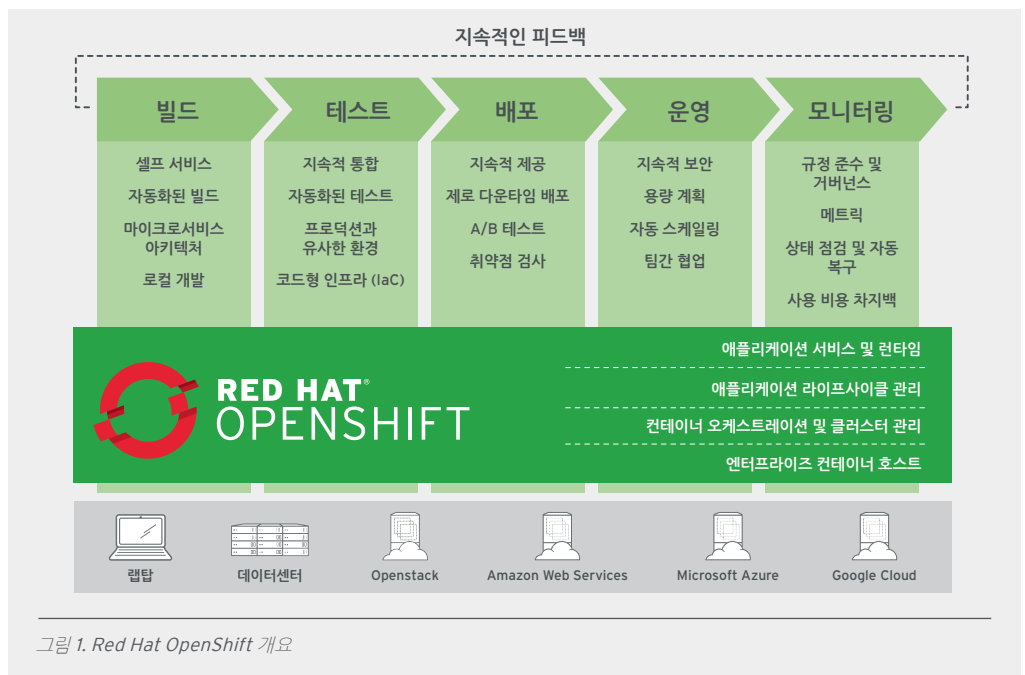 지속적인 피드백
빌드
셀프 서비스
자동화된 빌드
마이크로서비스
아키텍처
로컬 개발
테스트
지속적 통합
자동화된 테스트
프로덕션과
유사한 환경
코드형 인프라 (IaC)
배포
지속적 제공
제로 다운타임 배포
A/B 테스트
취약점 검사
운영
지속적 보안
용량 계획
자동 스케일링
팀간 협업
모니터링
규정 준수 및
거버넌스
메트릭
상태 점검 및 자동
복구
사용 비용 차지백
RED HAT®
OPENSHIFT
애플리케이션 서비스 및 런타임
애플리케이션 라이프사이클 관리
컨테이너 오케스트레이션 및 클러스터 관리
엔터프라이즈 컨테이너 호스트
랩탑
데이터센터
Openstack
Amazon Web Services
Microsoft Azure
Google Cloud
그림 1. Red Hat OpenShift 개요